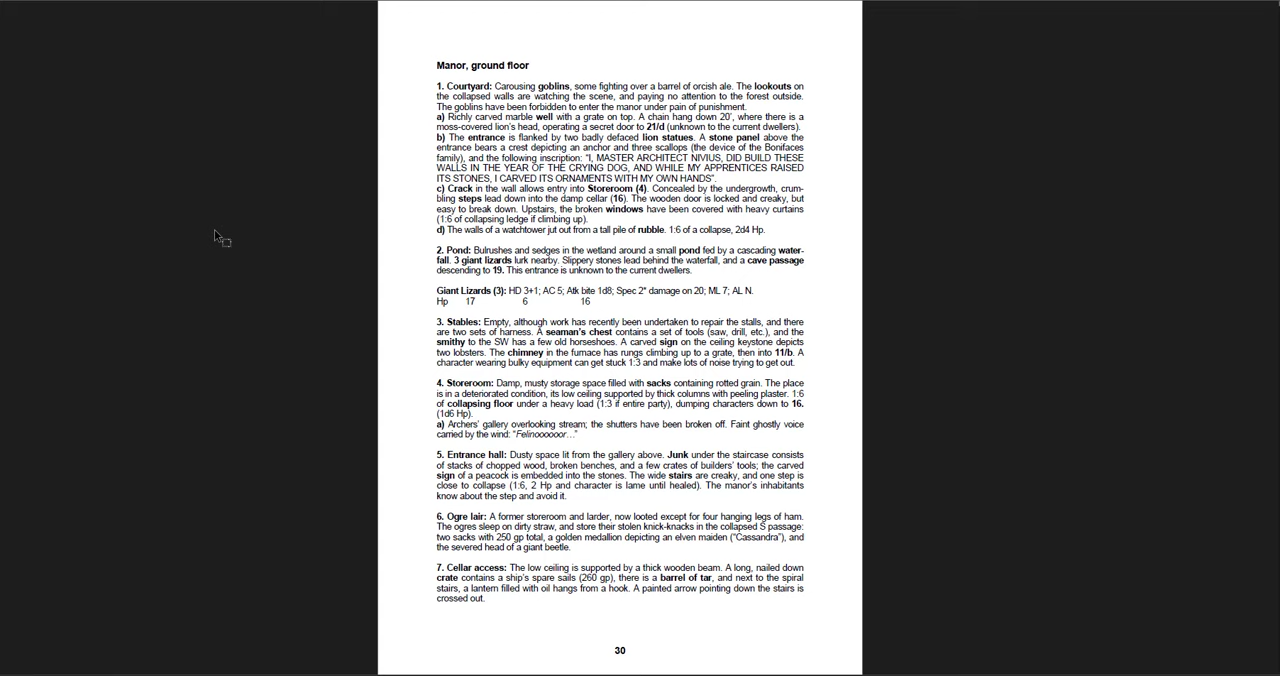 Manor, ground floor
1. Courtyard: Carousing goblins, some fighting over a barrel of orcish ale. The lookouts on
the collapsed walls are watching the scene, and paying no attention to the forest outside.
The goblins have been forbidden to enter the manor under pain of punishment.
a) Richly carved marble well with a grate on top. A chain hang down 20', where there is a
moss-covered lion's head, operating a secret door to 21/d (unknown to the current dwellers).
b) The entrance is flanked by two badly defaced lion statues. A stone panel above the
entrance bears a crest depicting an anchor and three scallops (the device of the Bonifaces
family), and the following inscription: "I, MASTER ARCHITECT NIVIUS, DID BUILD THESE
WALLS IN THE YEAR OF THE CRYING DOG, AND WHILE MY APPRENTICES RAISED
ITS STONES, I CARVED ITS ORNAMENTS WITH MY OWN HANDS".
c) Crack in the wall allows entry into Storeroom (4). Concealed by the undergrowth, crum-
bling steps lead down into the damp cellar (16). The wooden door is locked and creaky, but
easy to break down. Upstairs, the broken windows have been covered with heavy curtains
(1:6 of collapsing ledge if climbing up).
d) The walls of a watchtower jut out from a tall pile of rubble. 1:6 of a collapse, 2d4 Hp.
2. Pond: Bulrushes and sedges in the wetland around a small pond fed by a cascading water-
fall. 3 giant lizards lurk nearby. Slippery stones lead behind the waterfall, and a cave passage
descending to 19. This entrance is unknown to the current dwellers.
Giant Lizards (3): HD 3+1; AC 5; Atk bite 1d8; Spec 2* damage on 20; ML 7; AL N.
Hp 17 6 16
3. Stables: Empty, although work has recently been undertaken to repair the stalls, and there
are two sets of harness. A seaman's chest contains a set of tools (saw, drill, etc.), and the
smithy to the SW has a few old horseshoes. A carved sign on the ceiling keystone depicts
two lobsters. The chimney in the furnace has rungs climbing up to a grate, then into 11/b. A
character wearing bulky equipment can get stuck 1:3 and make lots of noise trying to get out.
4. Storeroom: Damp, musty storage space filled with sacks containing rotted grain. The place
is in a deteriorated condition, its low ceiling supported by thick columns with peeling plaster. 1:6
of collapsing floor under a heavy load (1:3 if entire party), dumping characters down to 16.
(1d6 Hp).
a) Archers' gallery overlooking stream; the shutters have been broken off. Faint ghostly voice
carried by the wind: "Felinoooooor…"
5. Entrance hall: Dusty space lit from the gallery above. Junk under the staircase consists
of stacks of chopped wood, broken benches, and a few crates of builders' tools; the carved
sign of a peacock is embedded into the stones. The wide stairs are creaky, and one step is
close to collapse (1:6, 2 Hp and character is lame until healed). The manor's inhabitants
know about the step and avoid it.
6. Ogre lair: A former storeroom and larder, now looted except for four hanging legs of ham.
The ogres sleep on dirty straw, and store their stolen knick-knacks in the collapsed S passage:
two sacks with 250 gp total, a golden medallion depicting an elven maiden ("Cassandra"), and
the severed head of a giant beetle.
7. Cellar access: The low ceiling is supported by a thick wooden beam. A long, nailed down
crate contains a ship's spare sails (260 gp), there is a barrel of tar, and next to the spiral
stairs, a lantern filled with oil hangs from a hook. A painted arrow pointing down the stairs is
crossed out.
30